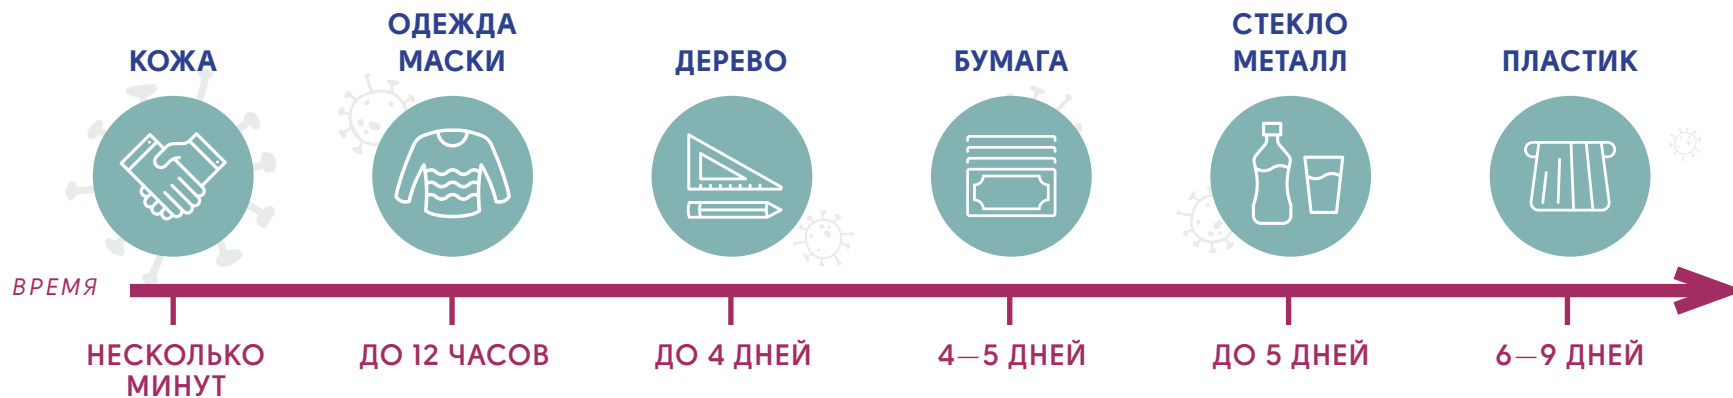 КОЖА
ОДЕЖДА
МАСКИ
ДЕРЕВО
БУМАГА
СТЕКЛО
МЕТАЛЛ
ПЛАСТИК
ВРЕМЯ
НЕСКОЛЬКО
МИНУТ
ДО 12 ЧАСОВ
ДО 4 ДНЕЙ
4—5 ДНЕЙ
ДО 5 ДНЕЙ
6—9 ДНЕЙ